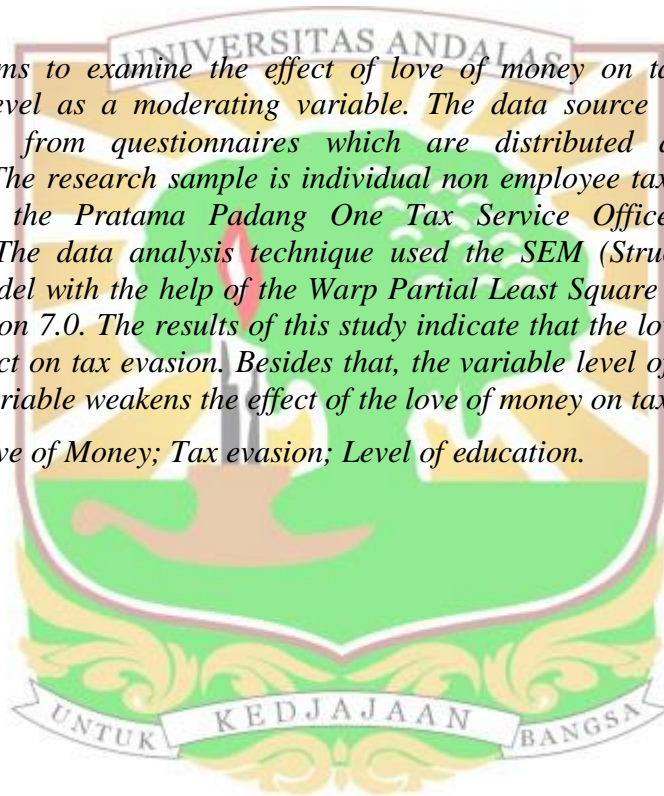 UNIVERSITAS ANDALAS
ms to examine the effect of love of money on ta
evel as a moderating variable. The data source
from questionnaires which are distributed
The research sample is individual non employee tax
the Pratama Padang One Tax Service Office
The data analysis technique used the SEM (Struc
del with the help of the Warp Partial Least Square
on 7.0. The results of this study indicate that the lov
ct on tax evasion. Besides that, the variable level of
riable weakens the effect of the love of money on tax
ve of Money; Tax evasion; Level of education.
UNTUK KEDJAJAAN BANGSA